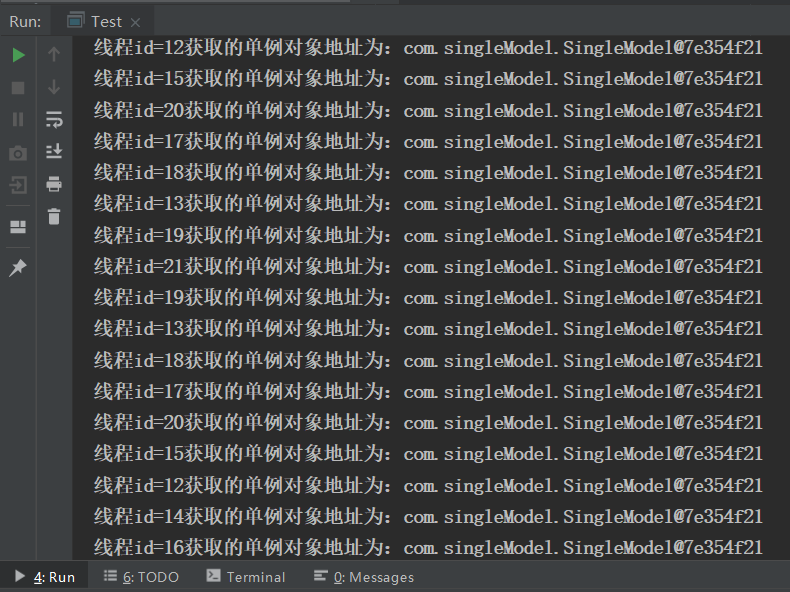 Run: Test
线程id=12获取的单例对象地址为: com.singleModel.SingleModel@7e354f21
线程id=15获取的单例对象地址为: com.singleModel.SingleModel@7e354f21
线程id=20获取的单例对象地址为: com.singleModel.SingleModel@7e354f21
线程id=17获取的单例对象地址为: com.singleModel.SingleModel@7e354f21
线程id=18获取的单例对象地址为: com.singleModel.SingleModel@7e354f21
线程id=13获取的单例对象地址为: com.singleModel.SingleModel@7e354f21
线程id=19获取的单例对象地址为: com.singleModel.SingleModel@7e354f21
线程id=21获取的单例对象地址为: com.singleModel.SingleModel@7e354f21
线程id=19获取的单例对象地址为: com.singleModel.SingleModel@7e354f21
线程id=13获取的单例对象地址为: com.singleModel.SingleModel@7e354f21
线程id=18获取的单例对象地址为: com.singleModel.SingleModel@7e354f21
线程id=17获取的单例对象地址为: com.singleModel.SingleModel@7e354f21
线程id=20获取的单例对象地址为: com.singleModel.SingleModel@7e354f21
线程id=15获取的单例对象地址为: com.singleModel.SingleModel@7e354f21
线程id=12获取的单例对象地址为: com.singleModel.SingleModel@7e354f21
线程id=14获取的单例对象地址为: com.singleModel.SingleModel@7e354f21
线程id=16获取的单例对象地址为: com.singleModel.SingleModel@7e354f21
4: Run 6: TODO Terminal 0: Messages